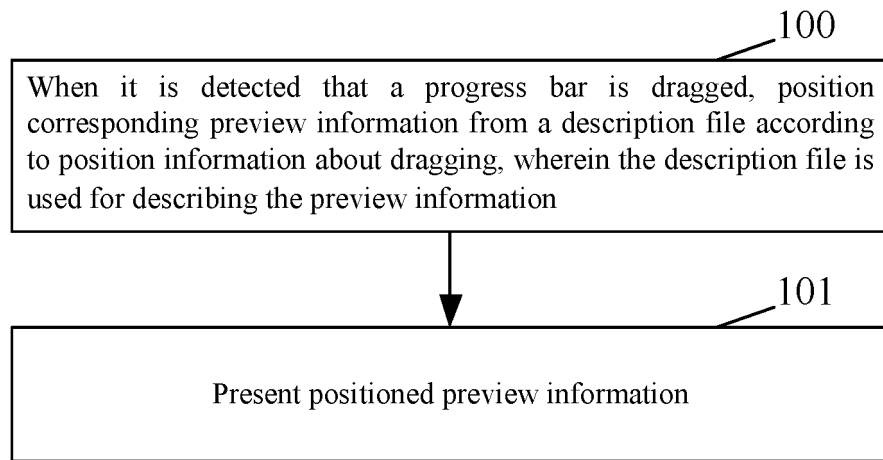 100
When it is detected that a progress bar is dragged, position
corresponding preview information from a description file according
to position information about dragging, wherein the description file is
used for describing the preview information
101
Present positioned preview information